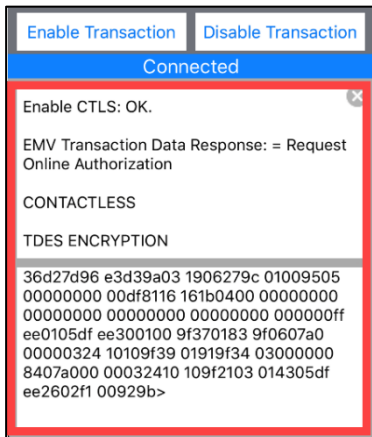 Enable Transaction Disable Transaction
Connected
Enable CTLS: OK.
EMV Transaction Data Response: = Request
Online Authorization
CONTACTLESS
TDES ENCRYPTION
36d27d96 e3d39a03 1906279c 01009505
00000000 00df8116 161b0400 00000000
00000000 00000000 00000000 000000ff
ee0105df ee300100 9f370183 9f0607a0
00000324 10109f39 01919f34 03000000
8407a000 00032410 109f2103 014305df
ee2602f1 00929b>